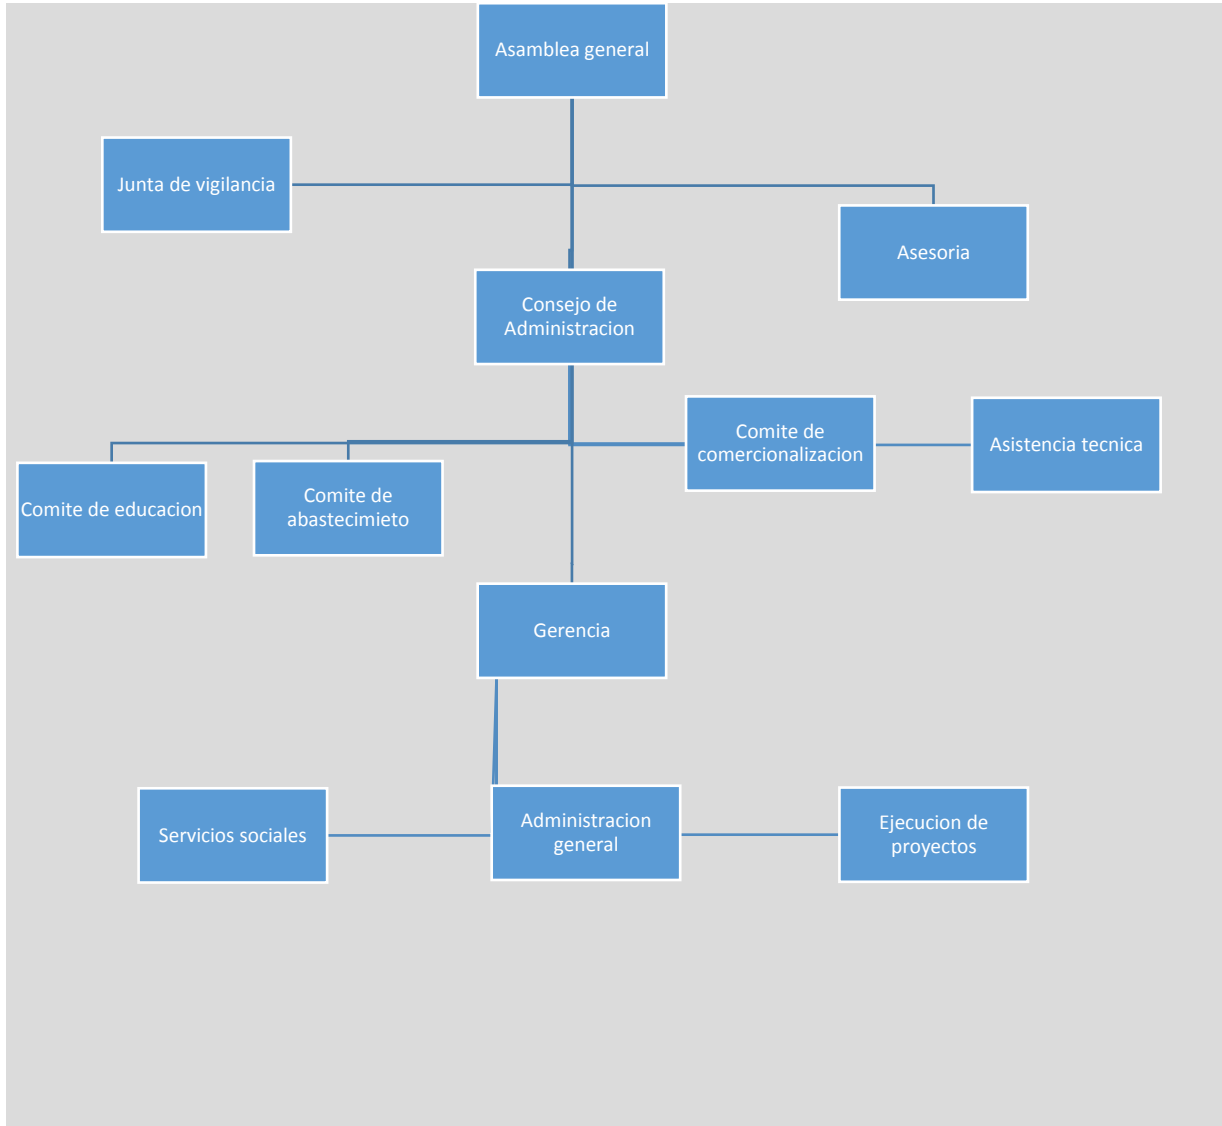 Asamblea general
Junta de vigilancia
Asesoria
Consejo de
Administracion
Comite de
comercionalizacion
Asistencia tecnica
Comite de educacion
Comite de
abastecimieto
Gerencia
Servicios sociales
Administracion
general
Ejecucion de
proyectos